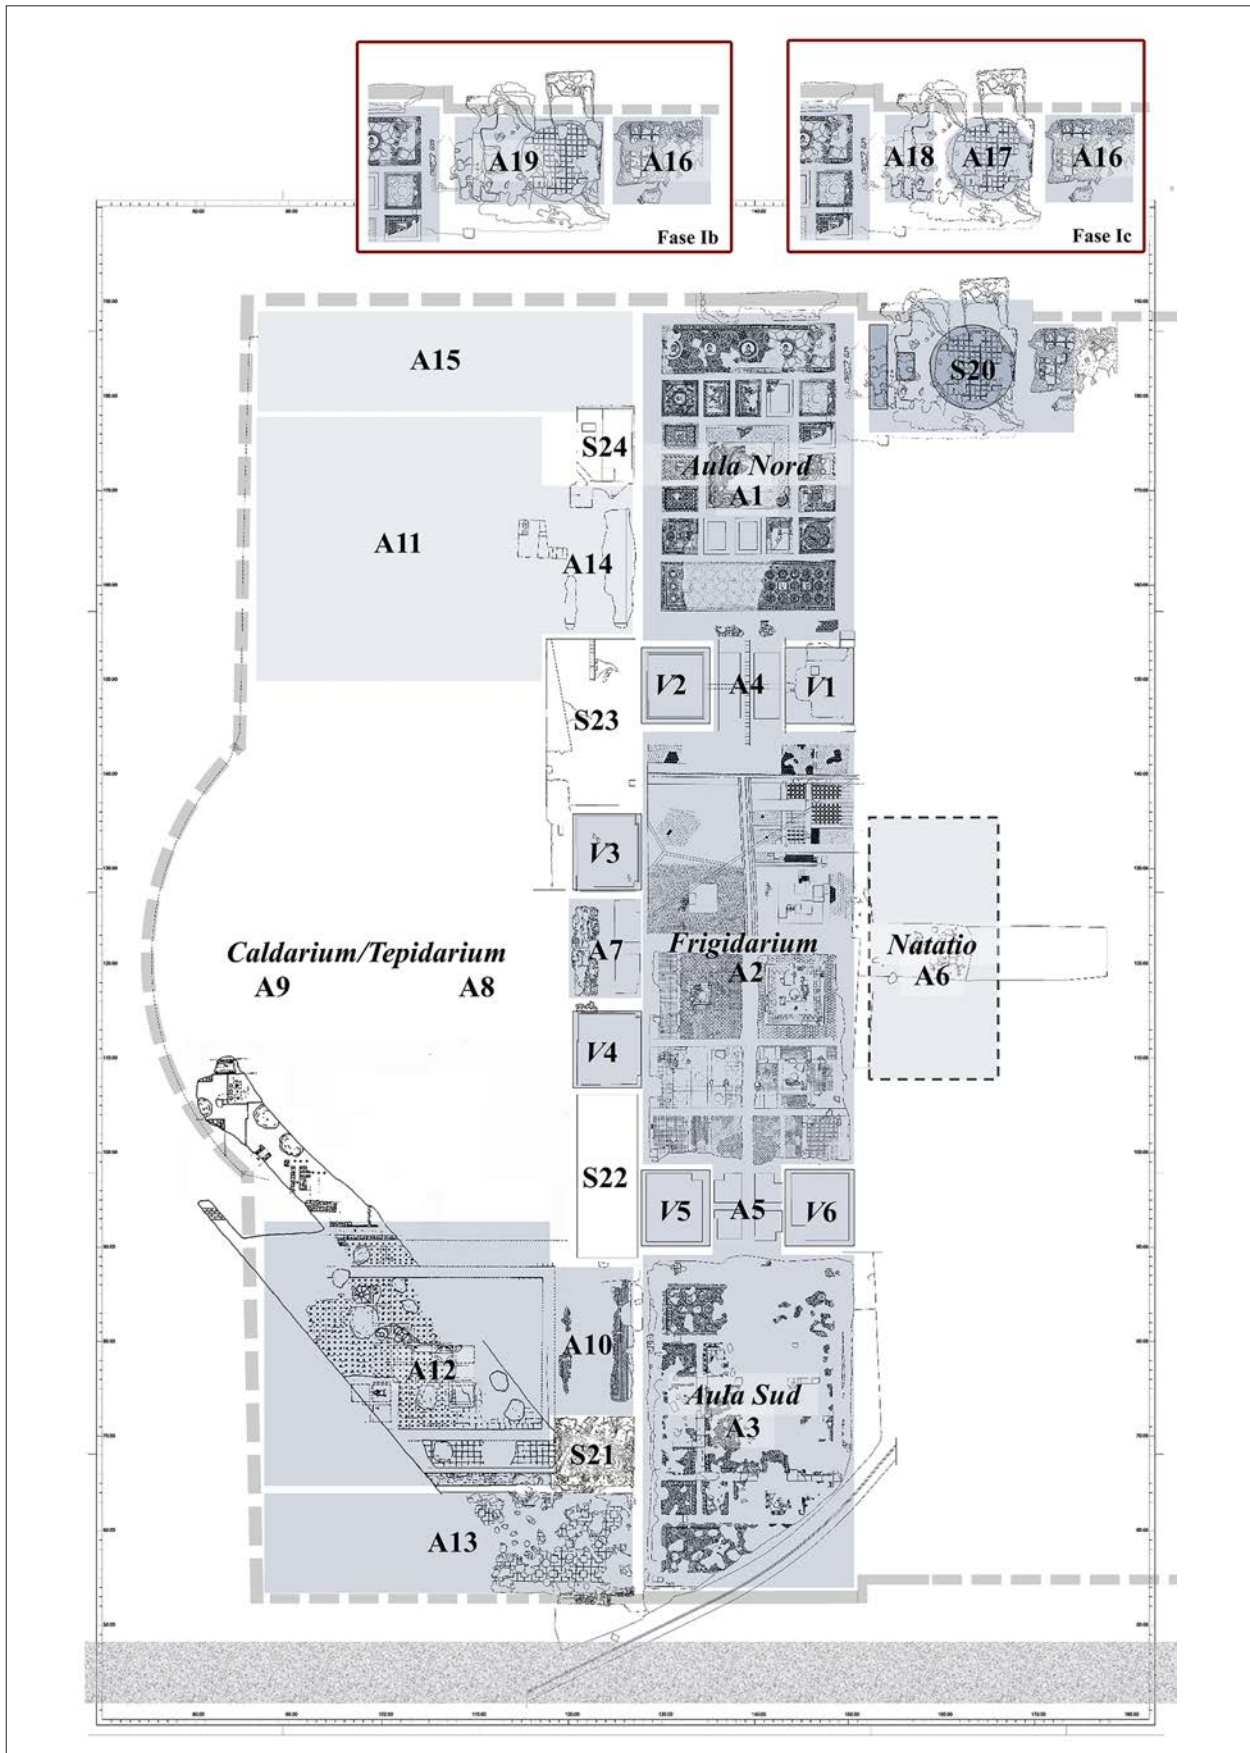 A19
A16
Fase Ib
A18
A17
A16
Fase Ic
A15
S20
S24
Aula Nord
A1
A11
A14
V2
A4
V1
S23
V3
Caldarium/Tepidarium
A9
A8
A7
Frigidarium
A2
Natatio
A6
V4
S22
V5
A5
V6
A10
A12
Aula Sud
A3
S21
A13